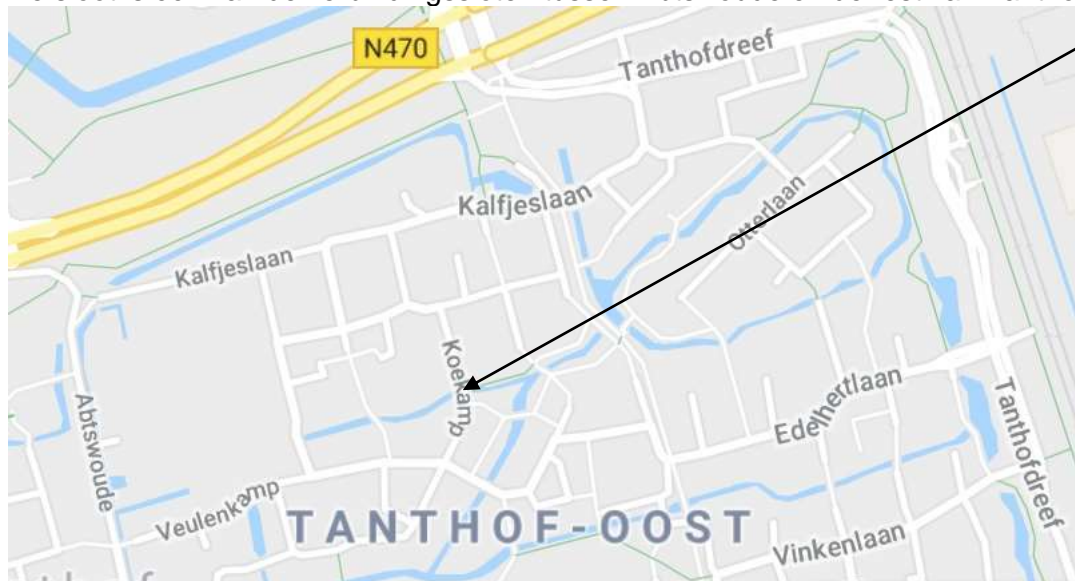 N470
Tanthofdreef
Kalfjeslaan
Otterlaan
Kalfjeslaan
Koekamp
Edelhertlaan
Abtswoude
Tanthofdreef
Veulenkamp
TANTHOF-OOST
Vinkenlaan